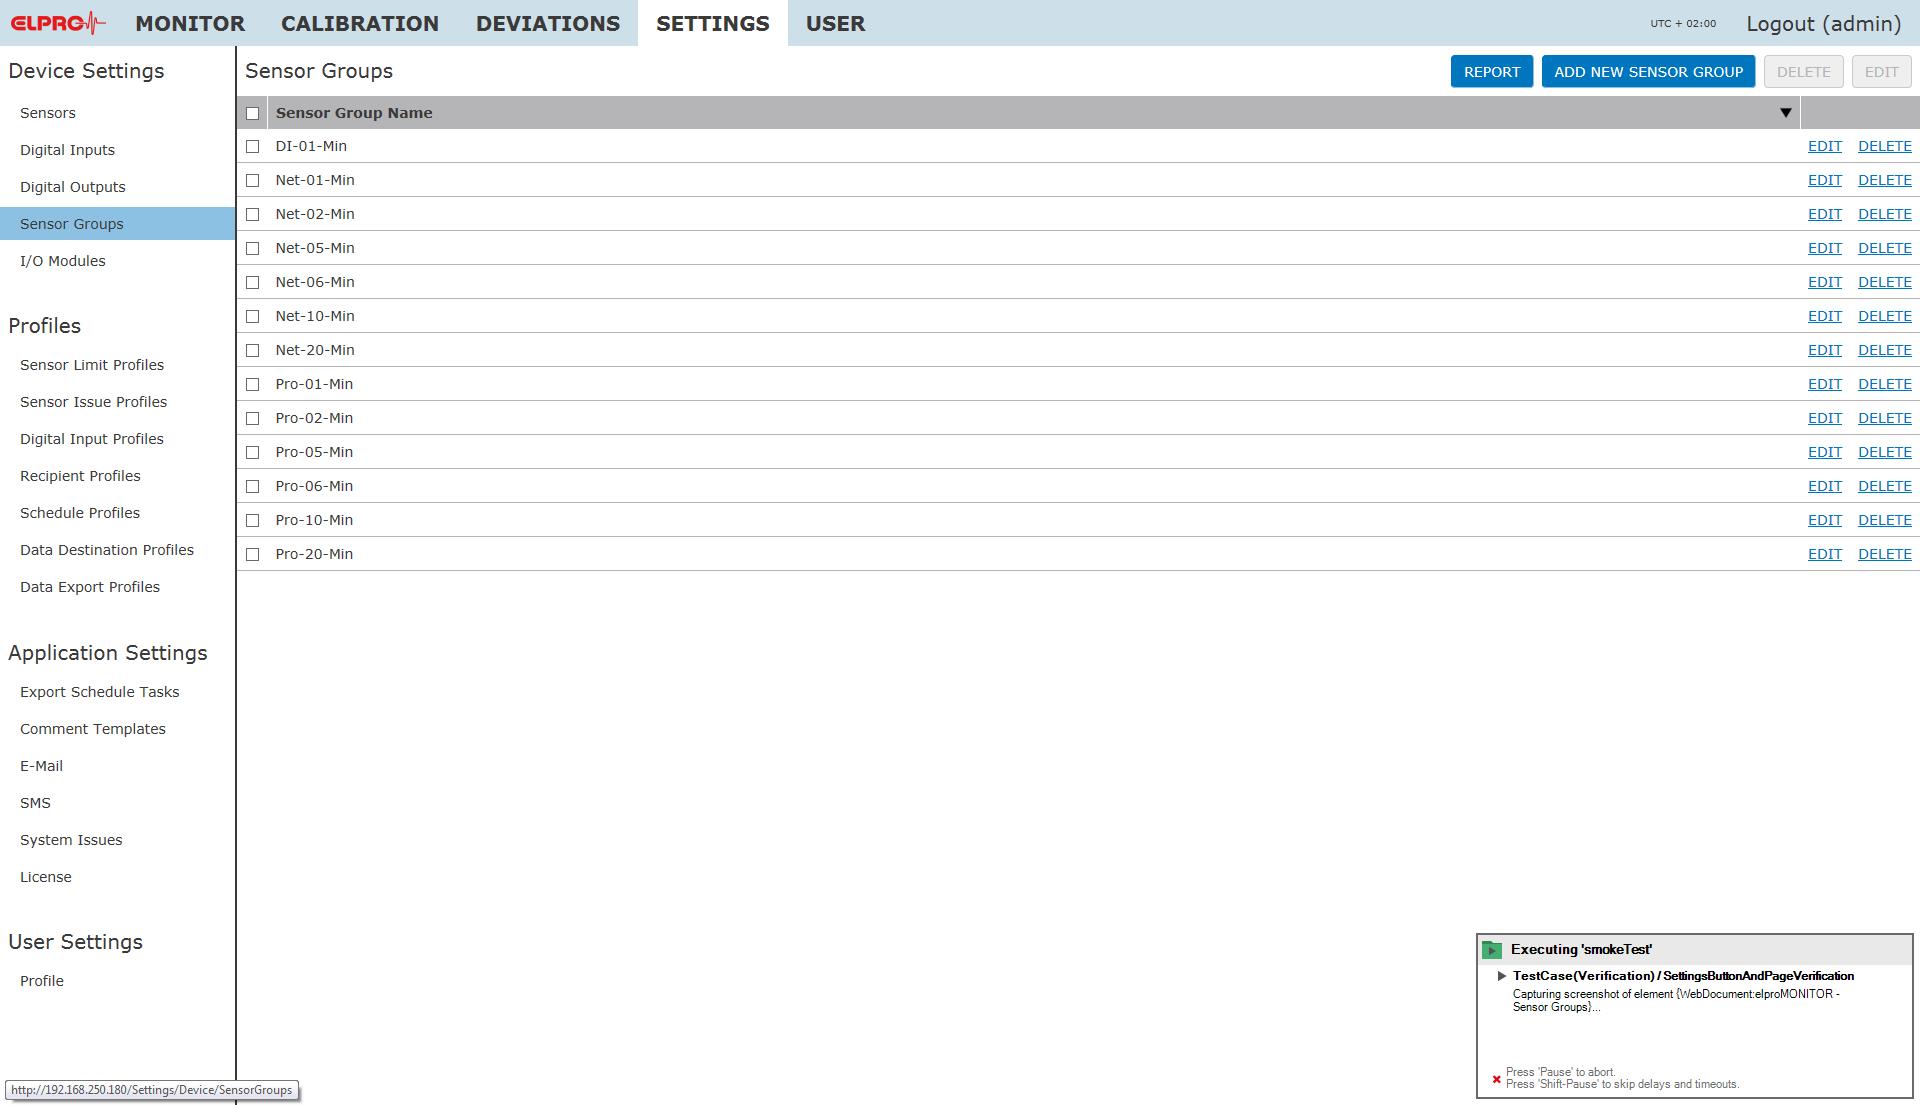 ELPRO MONITOR CALIBRATION DEVIATIONS SETTINGS USER UTC + 02:00 Logout (admin)
Device Settings
Sensors
Digital Inputs
Digital Outputs
Sensor Groups
I/O Modules
Profiles
Sensor Limit Profiles
Sensor Issue Profiles
Digital Input Profiles
Recipient Profiles
Schedule Profiles
Data Destination Profiles
Data Export Profiles
Application Settings
Export Schedule Tasks
Comment Templates
E-Mail
SMS
System Issues
License
User Settings
Profile
Sensor Groups REPORT ADD NEW SENSOR GROUP DELETE EDIT
Sensor Group Name
DI-01-Min EDIT DELETE
Net-01-Min EDIT DELETE
Net-02-Min EDIT DELETE
Net-05-Min EDIT DELETE
Net-06-Min EDIT DELETE
Net-10-Min EDIT DELETE
Net-20-Min EDIT DELETE
Pro-01-Min EDIT DELETE
Pro-02-Min EDIT DELETE
Pro-05-Min EDIT DELETE
Pro-06-Min EDIT DELETE
Pro-10-Min EDIT DELETE
Pro-20-Min EDIT DELETE
Executing 'smokeTest'
TestCase(Verification) / SettingsButtonAndPageVerification
Capturing screenshot of element {WebDocument:elproMONITOR -
Sensor Groups}...
Press 'Pause' to abort.
Press 'Shift-Pause' to skip delays and timeouts.
http://192.168.250.180/Settings/Device/SensorGroups